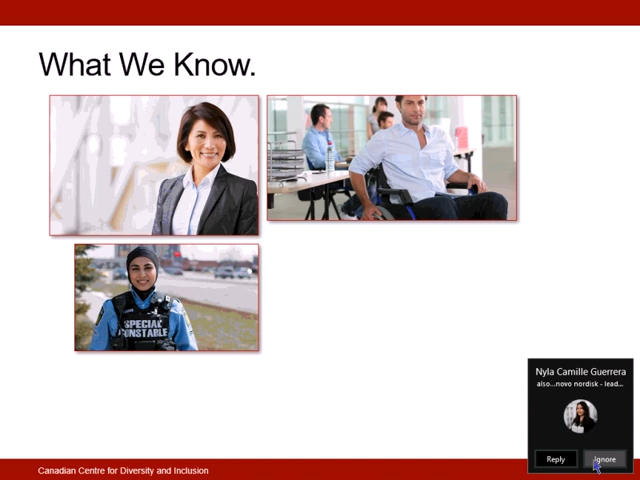 What We Know.
SPECIAL
CONSTABLE
Nyla Camille Guerrera
also...novo nordisk - lead...
Reply
Ignore
Canadian Centre for Diversity and Inclusion